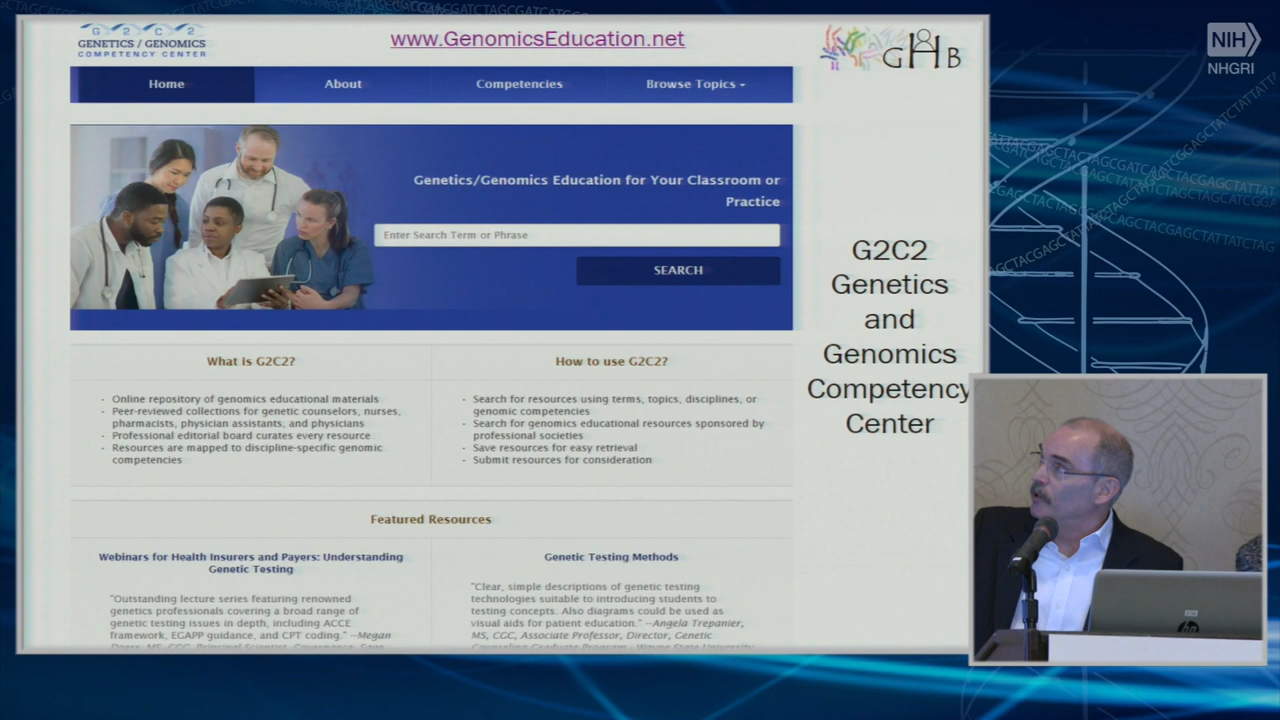 G 2 C 2
GENETICS / GENOMICS
COMPETENCY CENTER
www.GenomicsEducation.net
GHB
NIH
NHGRI
Home
About
Competencies
Browse Topics
Genetics/Genomics Education for Your Classroom or
Practice
Enter Search Term or Phrase
SEARCH
G2C2
Genetics
and
Genomics
Competency
Center
What is G2C2?
- Online repository of genomics educational materials
- Peer-reviewed collections for genetic counselors, nurses,
pharmacists, physician assistants, and physicians
- Professional editorial board curates every resource
- Resources are mapped to discipline-specific genomic
competencies
How to use G2C2?
- Search for resources using terms, topics, disciplines, or
genomic competencies
- Search for genomics educational resources sponsored by
professional societies
- Save resources for easy retrieval
- Submit resources for consideration
Featured Resources
Webinars for Health Insurers and Payers: Understanding
Genetic Testing
"Outstanding lecture series featuring renowned
genetics professionals covering a broad range of
genetic testing issues in depth, including ACCE
framework, EGAPP guidance, and CPT coding." --Megan
Genetic Testing Methods
"Clear, simple descriptions of genetic testing
technologies suitable to introducing students to
testing concepts. Also diagrams could be used as
visual aids for patient education." --Angela Trepanier,
MS, CGC, Associate Professor, Director, Genetic
Counseling Graduate Program - Wayne State University
hp